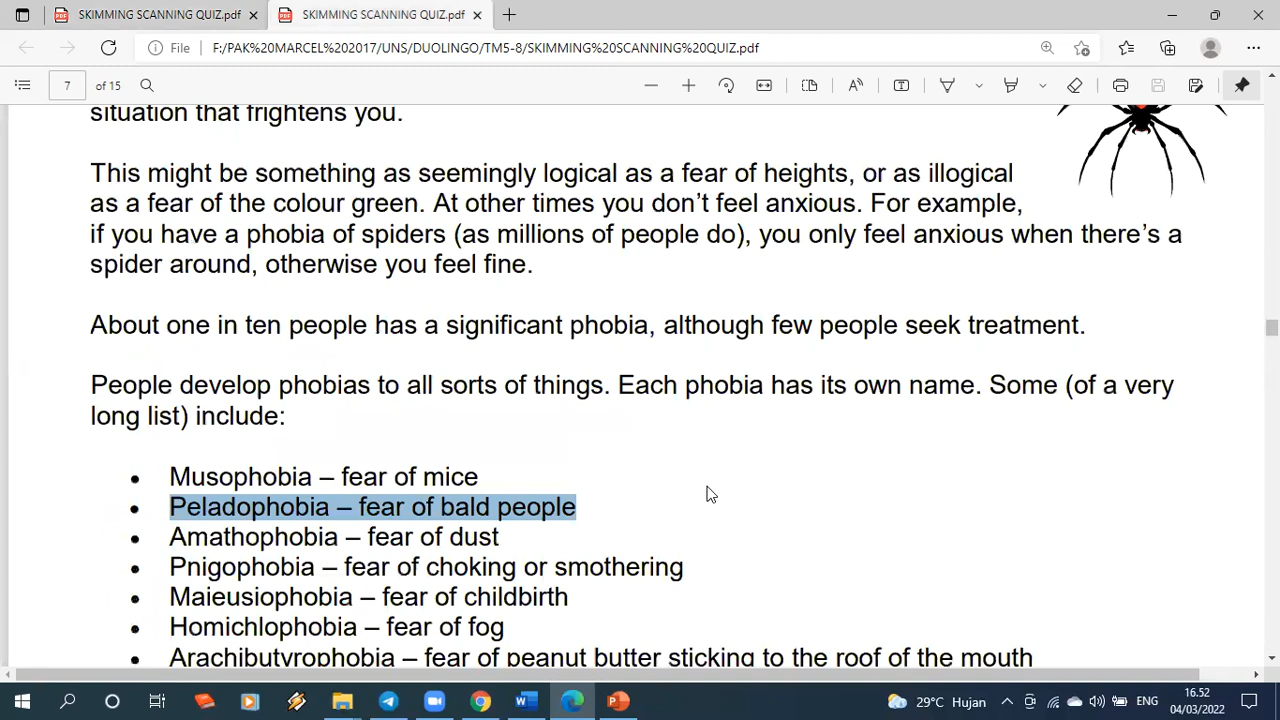 SKIMMING SCANNING QUIZ.pdf
SKIMMING SCANNING QUIZ.pdf
File
F:/PAK%20MARCEL%202017/UNS/DUOLINGO/TM5-8/SKIMMING%20SCANNING%20QUIZ.pdf
7 of 15
situation that frightens you.
This might be something as seemingly logical as a fear of heights, or as illogical
as a fear of the colour green. At other times you don't feel anxious. For example,
if you have a phobia of spiders (as millions of people do), you only feel anxious when there's a
spider around, otherwise you feel fine.
About one in ten people has a significant phobia, although few people seek treatment.
People develop phobias to all sorts of things. Each phobia has its own name. Some (of a very
long list) include:
• Musophobia – fear of mice
• Peladophobia – fear of bald people
• Amathophobia – fear of dust
• Pnigophobia – fear of choking or smothering
• Maieusiophobia – fear of childbirth
• Homichlophobia – fear of fog
• Arachibutyrophobia – fear of peanut butter sticking to the roof of the mouth
29°C Hujan
ENG
16.52
04/03/2022